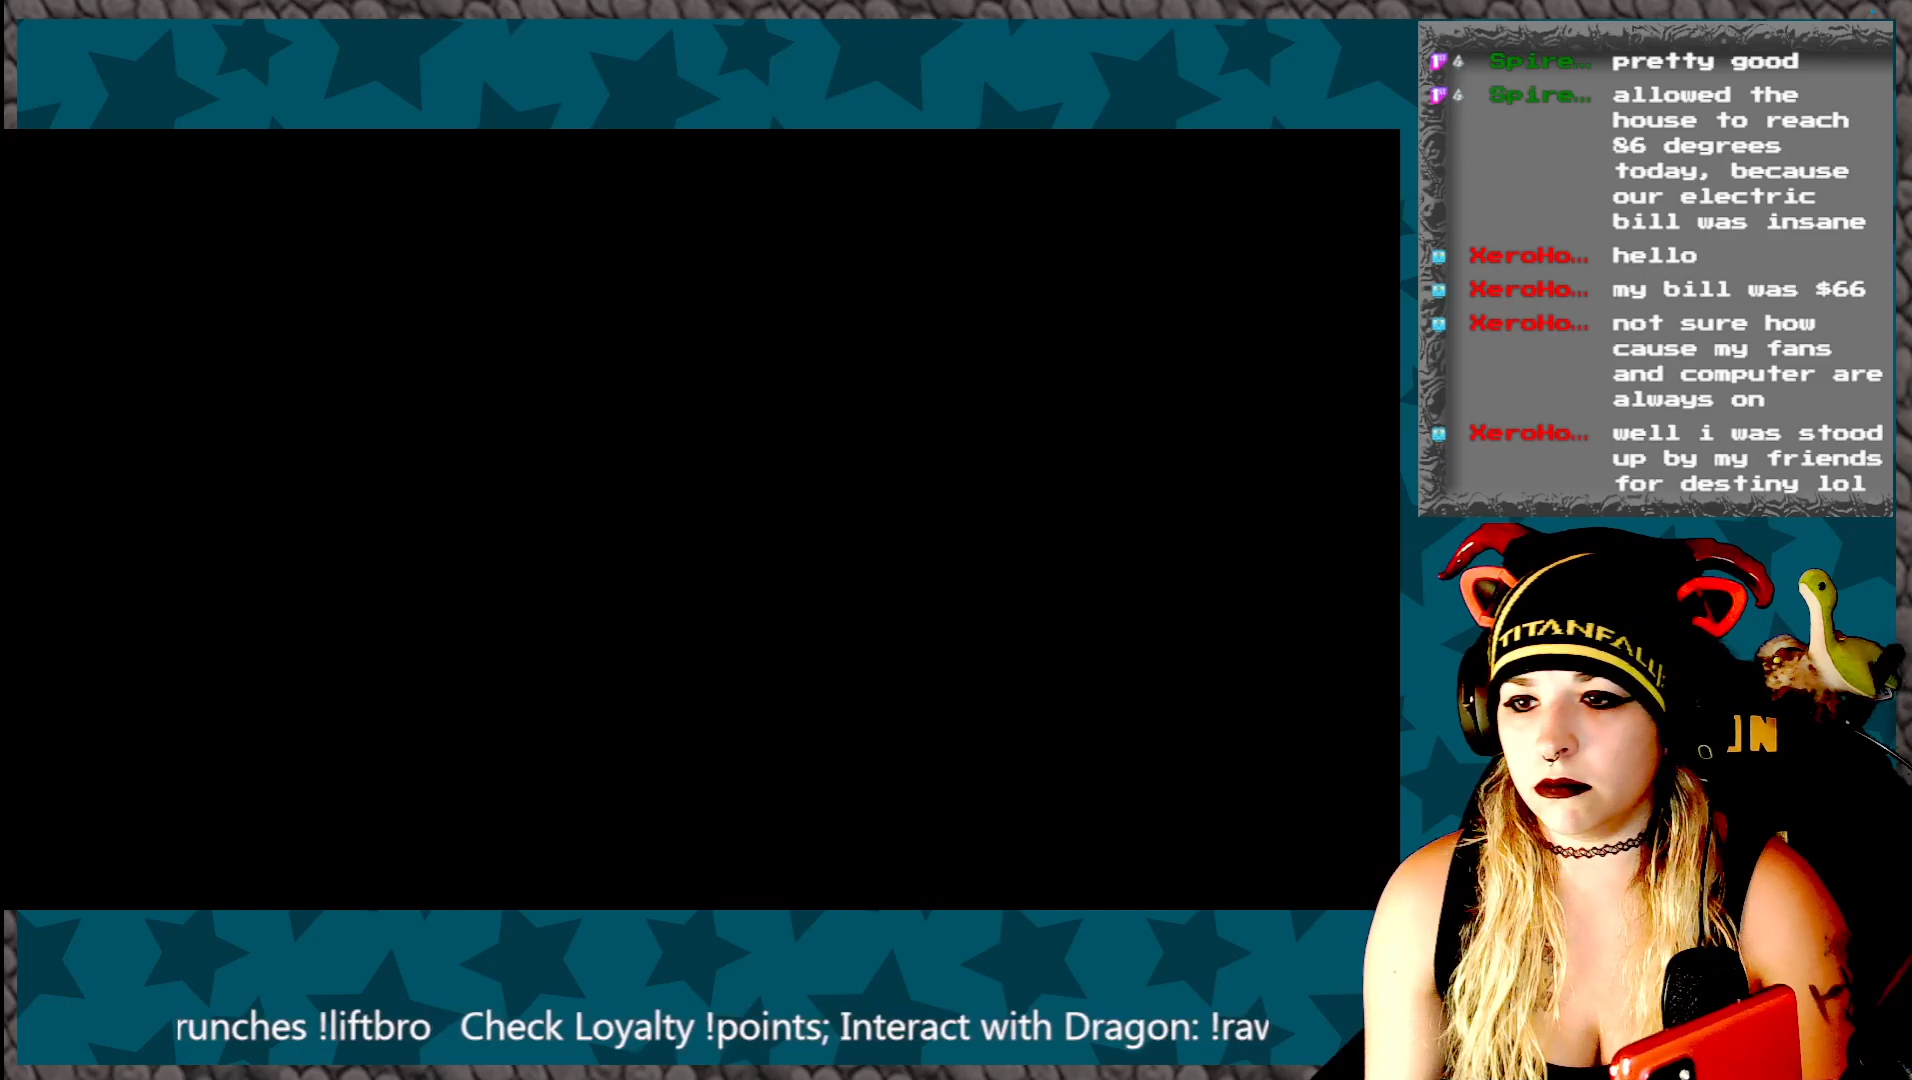 Spire... pretty good
Spire... allowed the
house to reach
86 degrees
today, because
our electric
bill was insane
XeroHo... hello
XeroHo... my bill was $66
XeroHo... not sure how
cause my fans
and computer are
always on
XeroHo... well i was stood
up by my friends
for destiny lol
TITANFALL
ON
runches !liftbro Check Loyalty !points; Interact with Dragon: !rav